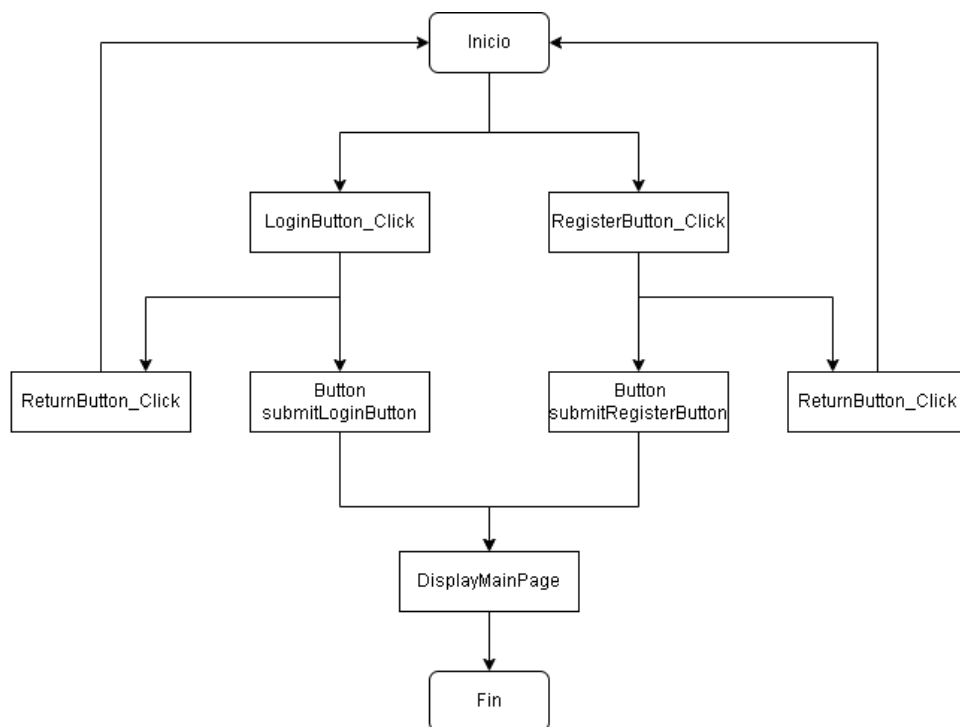 Inicio
LoginButton_Click
RegisterButton_Click
ReturnButton_Click
Button
submitLoginButton
Button
submitRegisterButton
ReturnButton_Click
DisplayMainPage
Fin